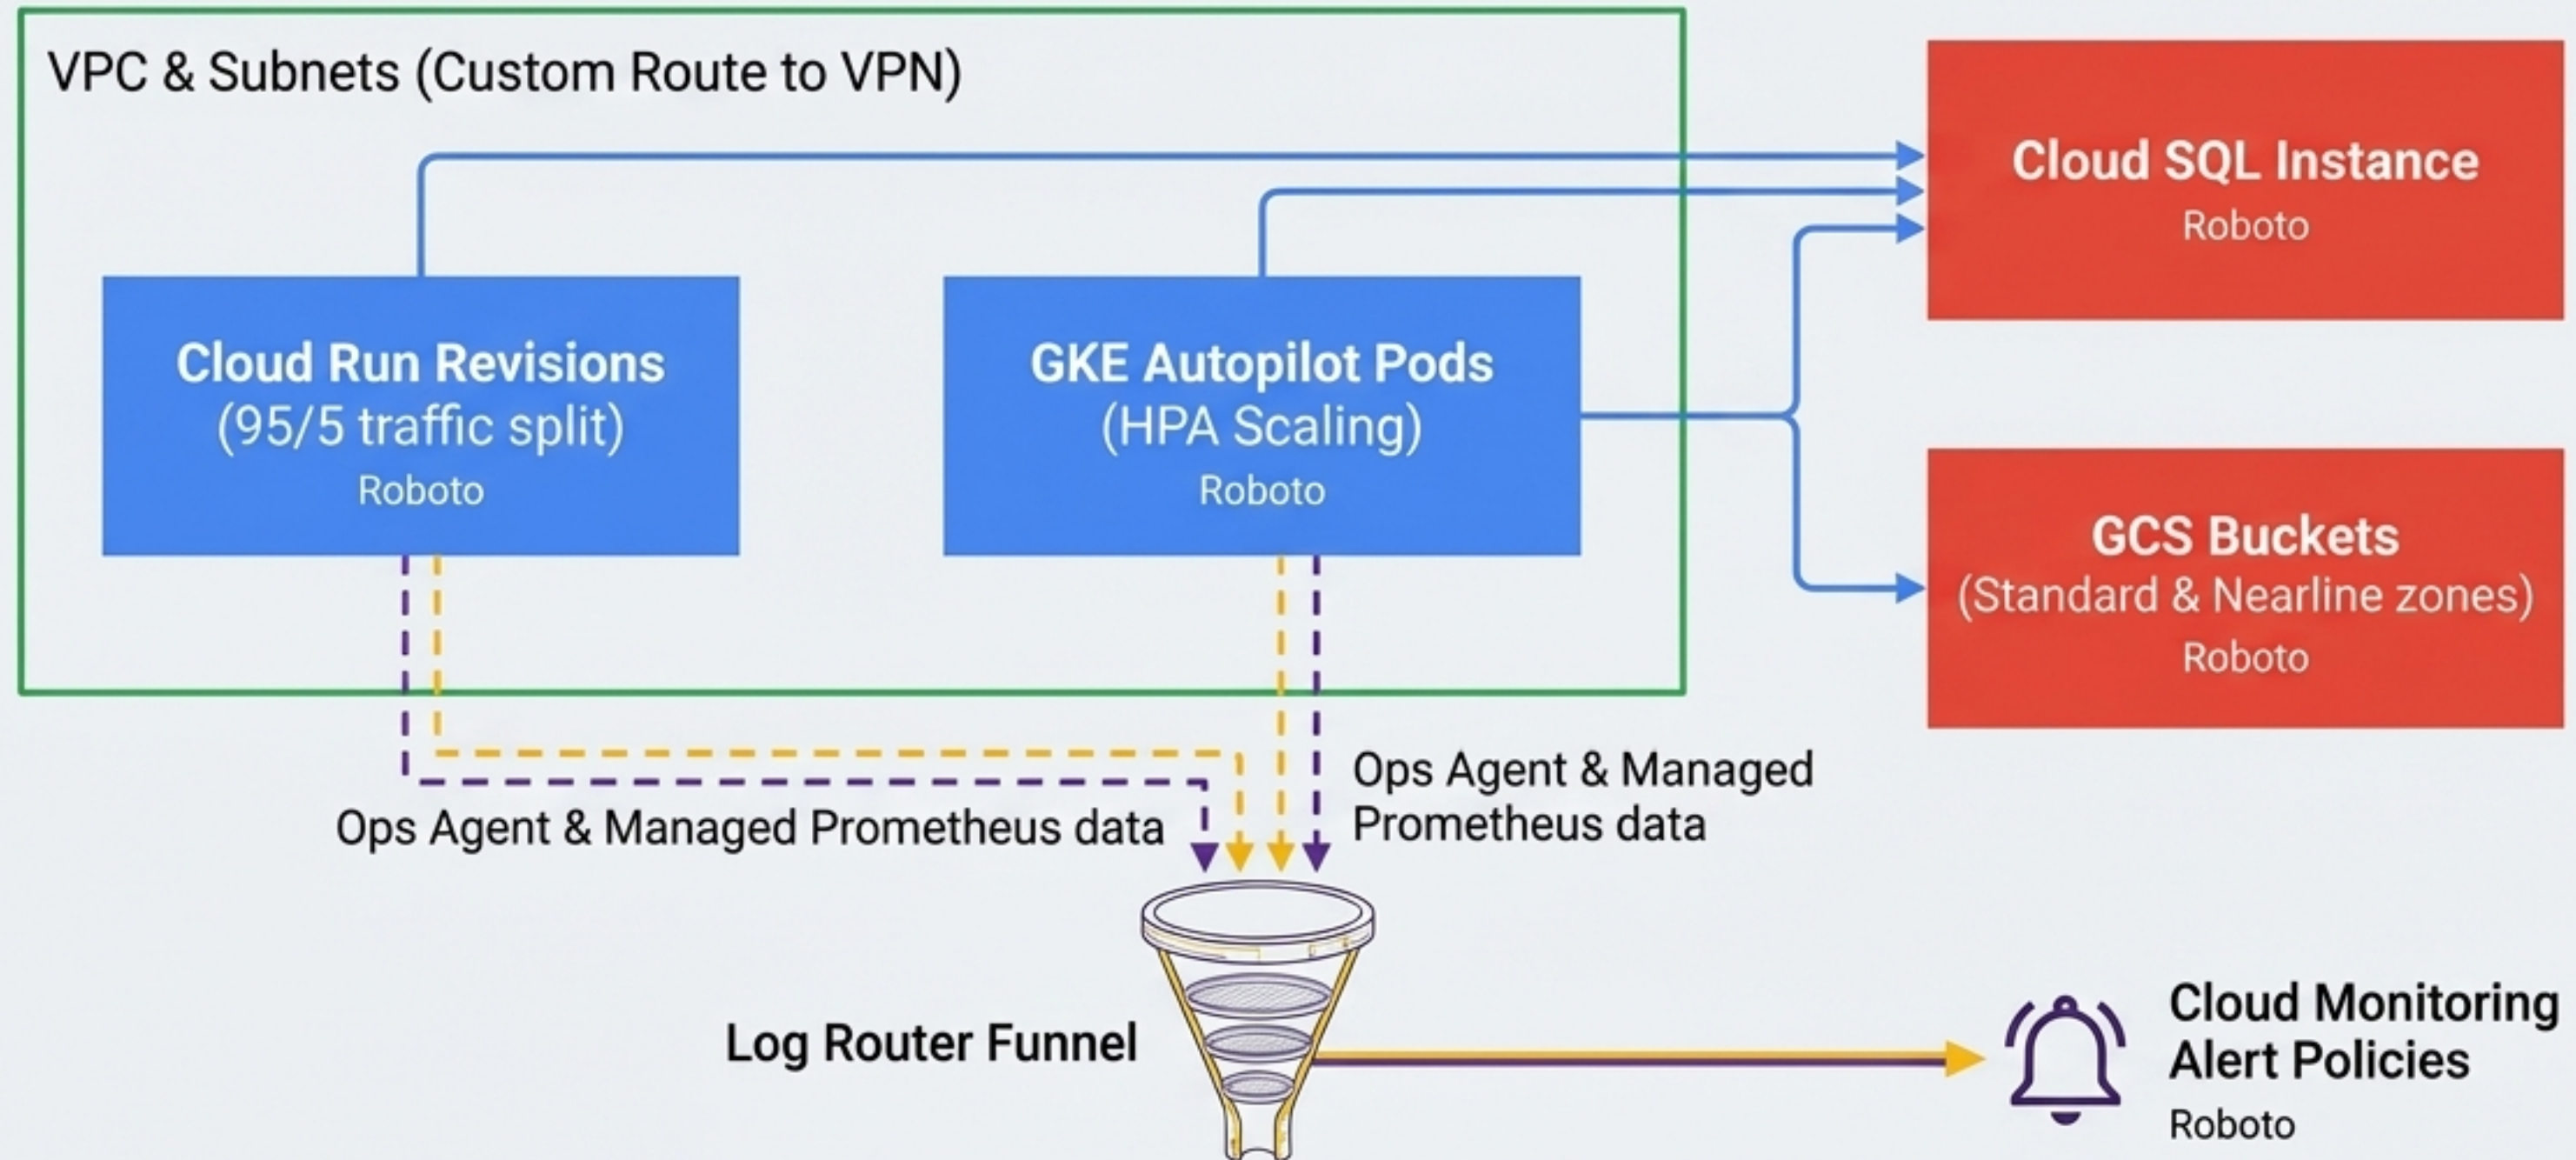 VPC & Subnets (Custom Route to VPN)
Cloud SQL Instance
Roboto
Cloud Run Revisions
(95/5 traffic split)
Roboto
GKE Autopilot Pods
(HPA Scaling)
Roboto
GCS Buckets
(Standard & Nearline zones)
Roboto
Ops Agent & Managed Prometheus data
Ops Agent & Managed
Prometheus data
Log Router Funnel
Cloud Monitoring
Alert Policies
Roboto